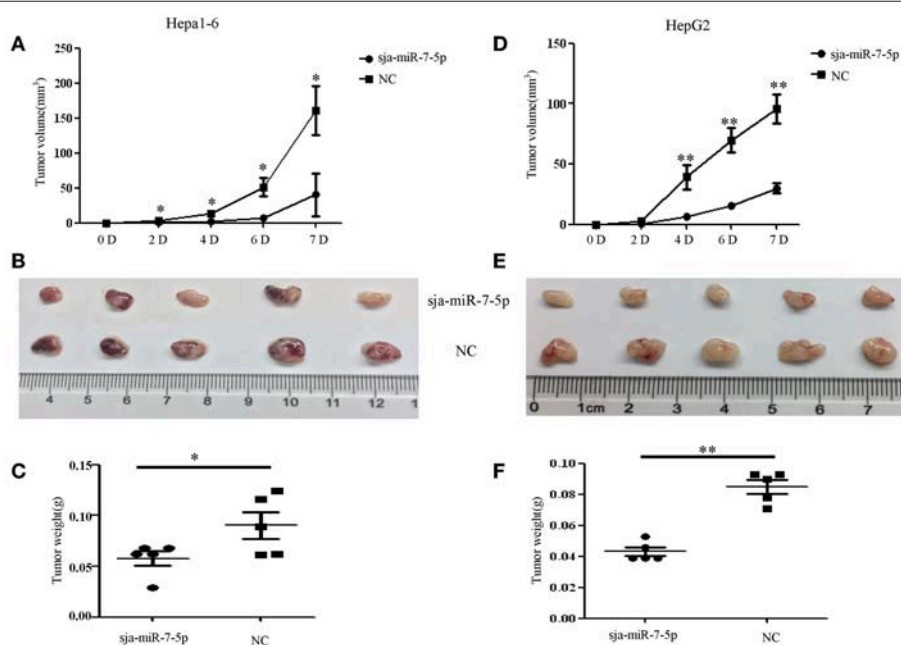 Hepa1-6
A
sja-miR-7-5p
NC
Tumor volume(mm³)
250
200
150
100
50
0
*
*
*
*
*
0 D
2 D
4 D
6 D
7 D
HepG2
D
sja-miR-7-5p
NC
Tumor volume(mm³)
150
100
50
0
**
**
**
0 D
2 D
4 D
6 D
7 D
B
sja-miR-7-5p
NC
4 5 6 7 8 9 10 11 12 1
E
0 1cm 2 3 4 5 6 7
C
Tumor weight(g)
0.15
0.10
0.05
0.00
*
sja-miR-7-5p
NC
F
Tumor weight(g)
0.10
0.08
0.06
0.04
0.02
0.00
**
sja-miR-7-5p
NC